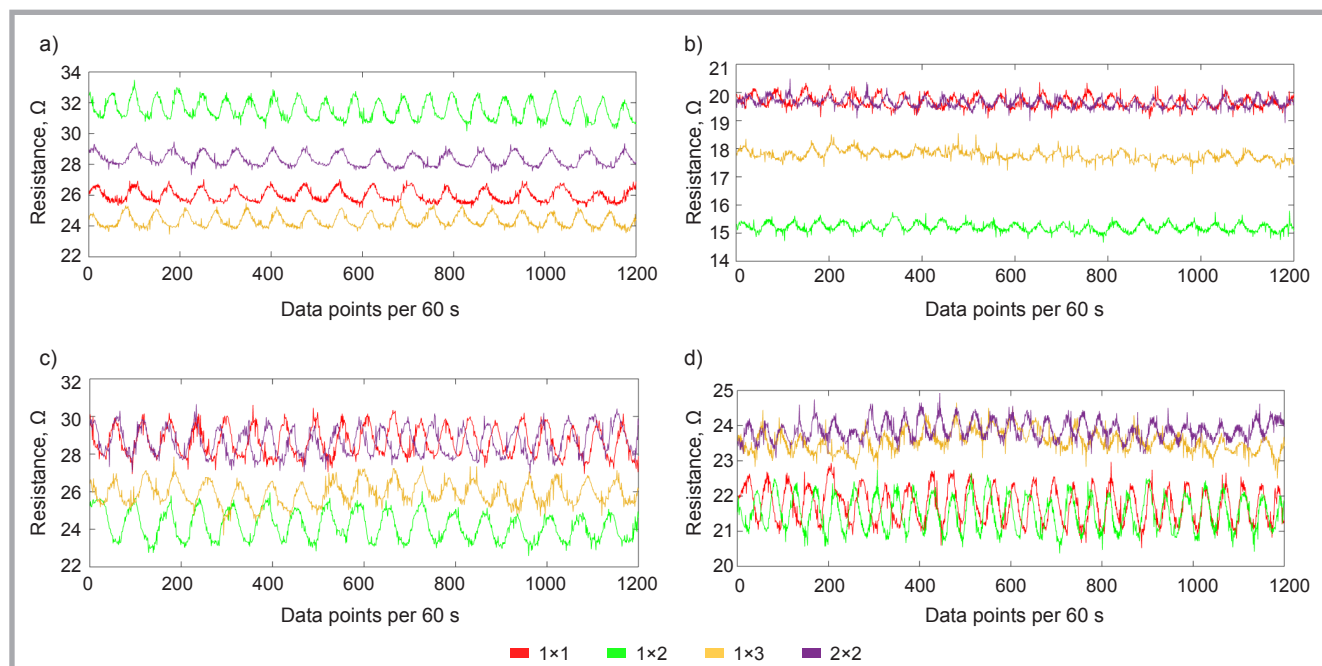 a)
34
32
30
28
26
24
22
Resistance, Ω
0 200 400 600 800 1000 1200
Data points per 60 s
b)
21
20
19
18
17
16
15
14
Resistance, Ω
0 200 400 600 800 1000 1200
Data points per 60 s
c)
32
30
28
26
24
22
Resistance, Ω
0 200 400 600 800 1000 1200
Data points per 60 s
d)
25
24
23
22
21
20
Resistance, Ω
0 200 400 600 800 1000 1200
Data points per 60 s
1×1 1×2 1×3 2×2